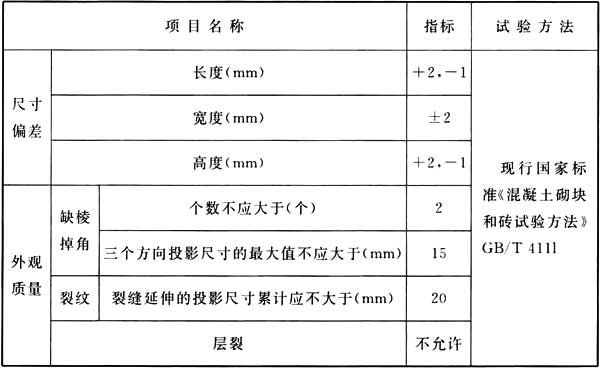 项目名称 指标 试验方法
尺寸
偏差
长度(mm) +2,-1
宽度(mm) ±2
高度(mm) +2,-1
外观
质量
缺棱
掉角
个数不应大于(个) 2
三个方向投影尺寸的最大值不应大于(mm) 15
裂纹 裂缝延伸的投影尺寸累计应不大于(mm) 20
层裂 不允许
现行国家标
准《混凝土砌块
和砖试验方法》
GB/T 4111